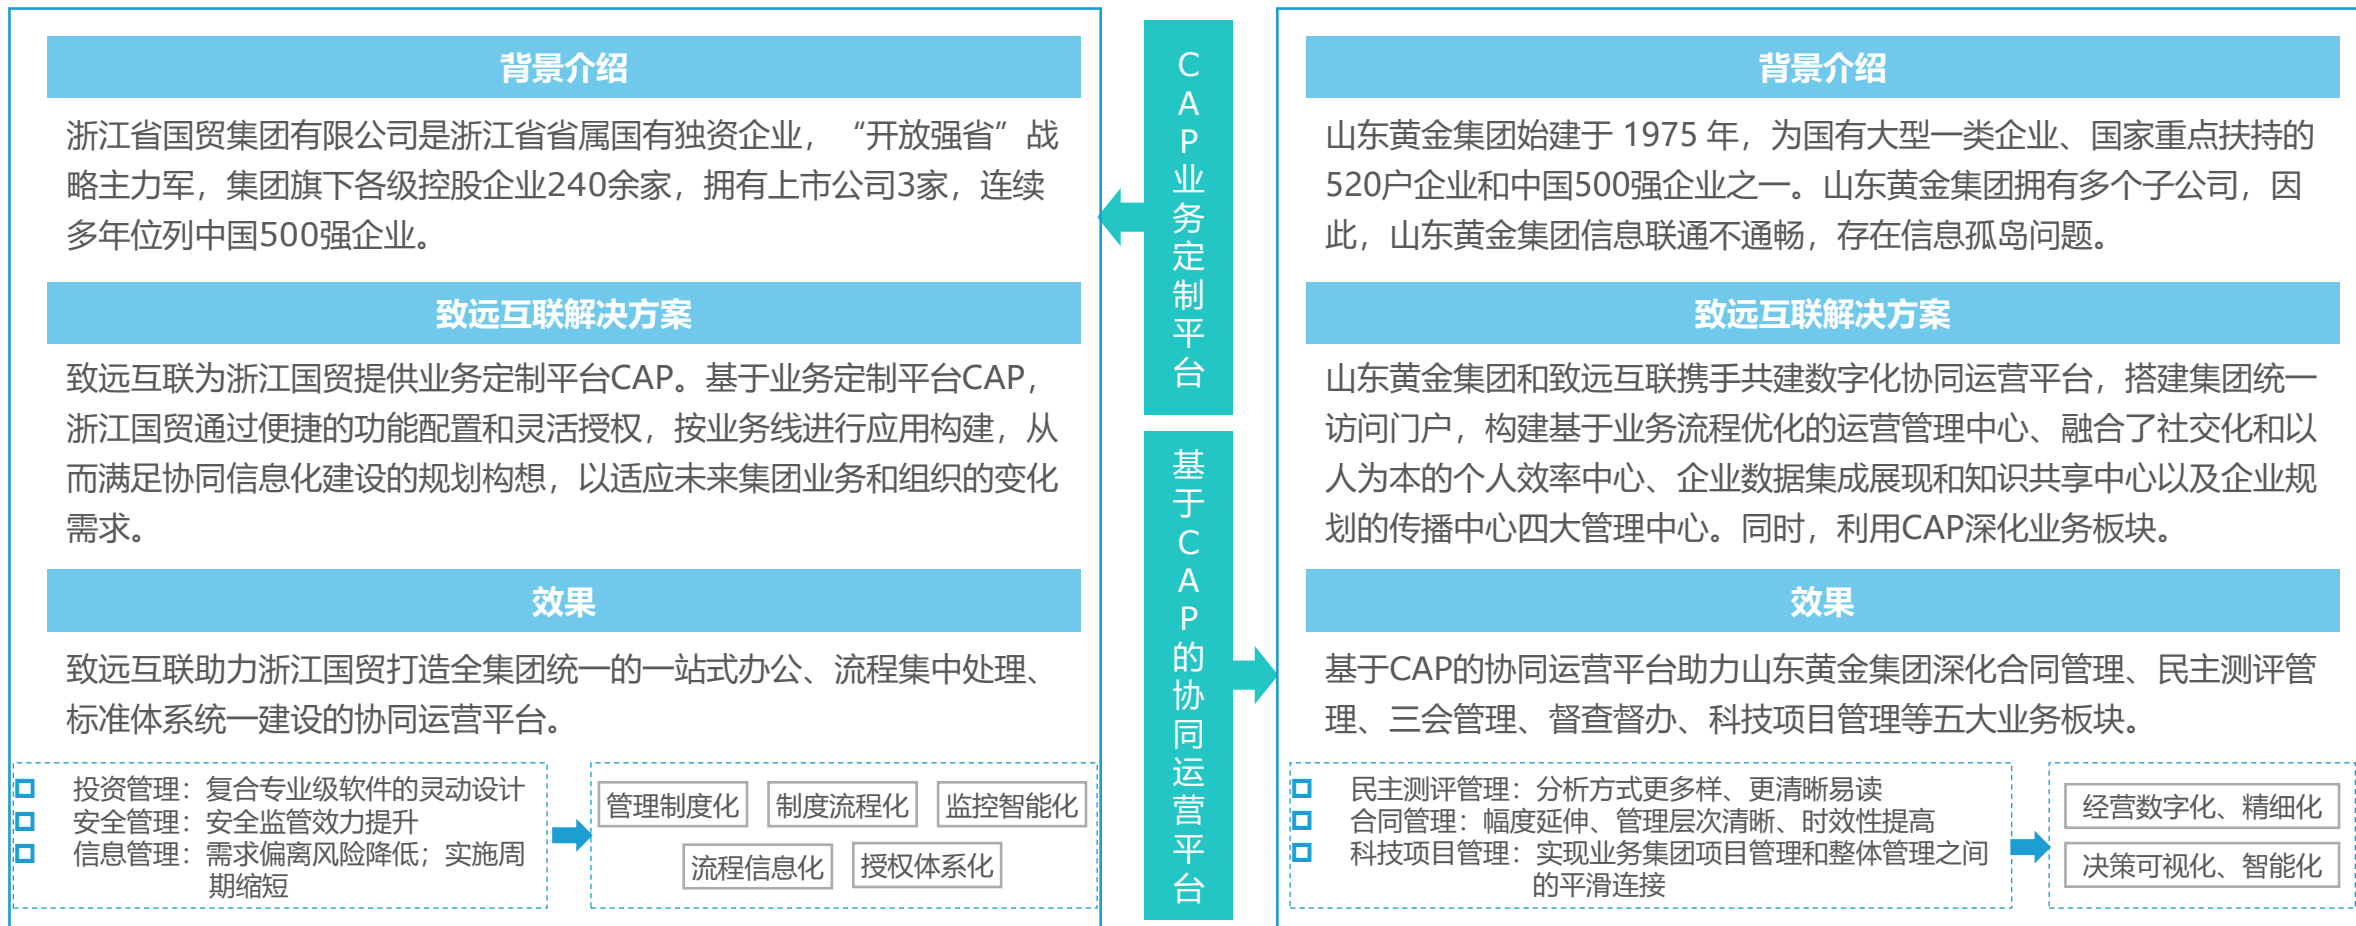 背景介绍
浙江省国贸集团有限公司是浙江省省属国有独资企业，“开放强省”战
略主力军，集团旗下各级控股企业240余家，拥有上市公司3家，连续
多年位列中国500强企业。
致远互联解决方案
致远互联为浙江国贸提供业务定制平台CAP。基于业务定制平台CAP，
浙江国贸通过便捷的功能配置和灵活授权，按业务线进行应用构建，从
而满足协同信息化建设的规划构想，以适应未来集团业务和组织的变化
需求。
效果
致远互联助力浙江国贸打造全集团统一的一站式办公、流程集中处理、
标准体系统一建设的协同运营平台。
投资管理：复合专业级软件的灵动设计
安全管理：安全监管效力提升
信息管理：需求偏离风险降低；实施周
期缩短
管理制度化
制度流程化
监控智能化
流程信息化
授权体系化
CAP业务定制平台
基于CAP的协同运营平台
背景介绍
山东黄金集团始建于 1975 年，为国有大型一类企业、国家重点扶持的
520户企业和中国500强企业之一。山东黄金集团拥有多个子公司，因
此，山东黄金集团信息联通不通畅，存在信息孤岛问题。
致远互联解决方案
山东黄金集团和致远互联携手共建数字化协同运营平台，搭建集团统一
访问门户，构建基于业务流程优化的运营管理中心、融合了社交化和以
人为本的个人效率中心、企业数据集成展现和知识共享中心以及企业规
划的传播中心四大管理中心。同时，利用CAP深化业务板块。
效果
基于CAP的协同运营平台助力山东黄金集团深化合同管理、民主测评管
理、三会管理、督查督办、科技项目管理等五大业务板块。
民主测评管理：分析方式更多样、更清晰易读
合同管理：幅度延伸、管理层次清晰、时效性提高
科技项目管理：实现业务集团项目管理和整体管理之间
的平滑连接
经营数字化、精细化
决策可视化、智能化